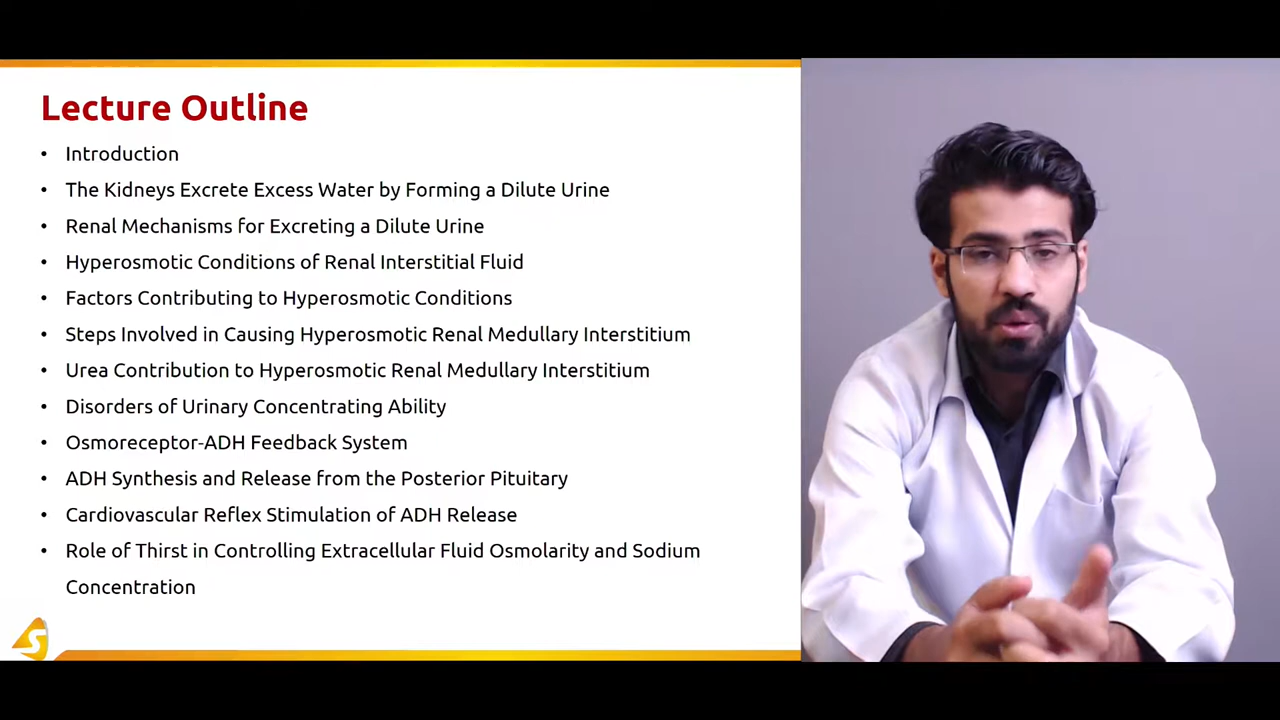 Lecture Outline
• Introduction
• The Kidneys Excrete Excess Water by Forming a Dilute Urine
• Renal Mechanisms for Excreting a Dilute Urine
• Hyperosmotic Conditions of Renal Interstitial Fluid
• Factors Contributing to Hyperosmotic Conditions
• Steps Involved in Causing Hyperosmotic Renal Medullary Interstitium
• Urea Contribution to Hyperosmotic Renal Medullary Interstitium
• Disorders of Urinary Concentrating Ability
• Osmoreceptor-ADH Feedback System
• ADH Synthesis and Release from the Posterior Pituitary
• Cardiovascular Reflex Stimulation of ADH Release
• Role of Thirst in Controlling Extracellular Fluid Osmolarity and Sodium
Concentration
S